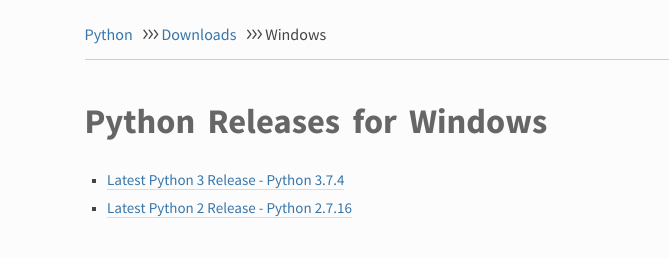 Python >>> Downloads >>> Windows
Python Releases for Windows
Latest Python 3 Release - Python 3.7.4
Latest Python 2 Release - Python 2.7.16